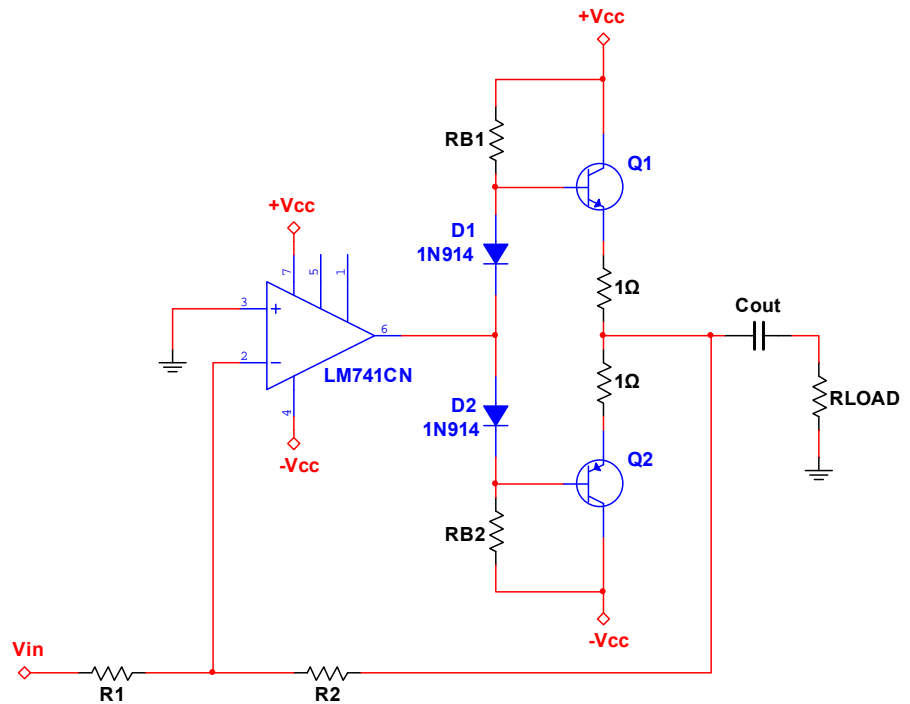 +Vcc
RB1
Q1
+Vcc
D1
1N914
7
5
1
1Ω
3
+
Cout
6
2
−
LM741CN
1Ω
RLOAD
4
D2
1N914
-Vcc
Q2
RB2
-Vcc
Vin
R1
R2